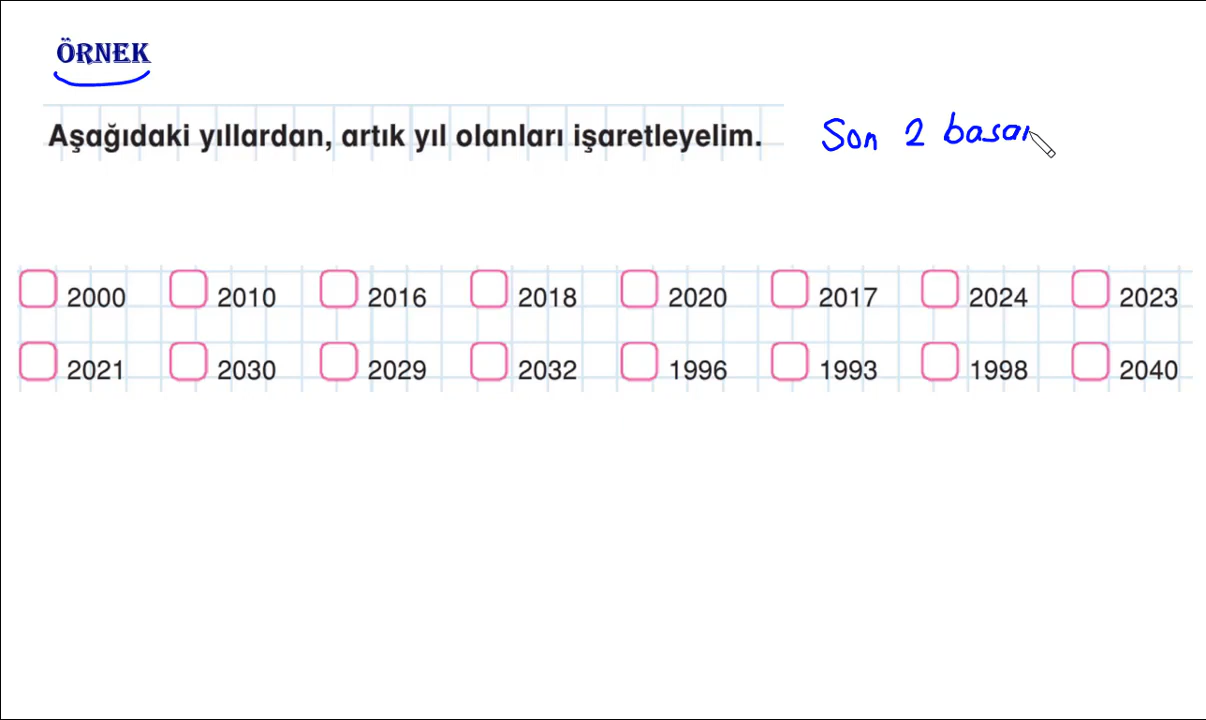 ÖRNEK
Aşağıdaki yıllardan, artık yıl olanları işaretleyelim.
Son 2 basar
2000 2010 2016 2018 2020 2017 2024 2023
2021 2030 2029 2032 1996 1993 1998 2040